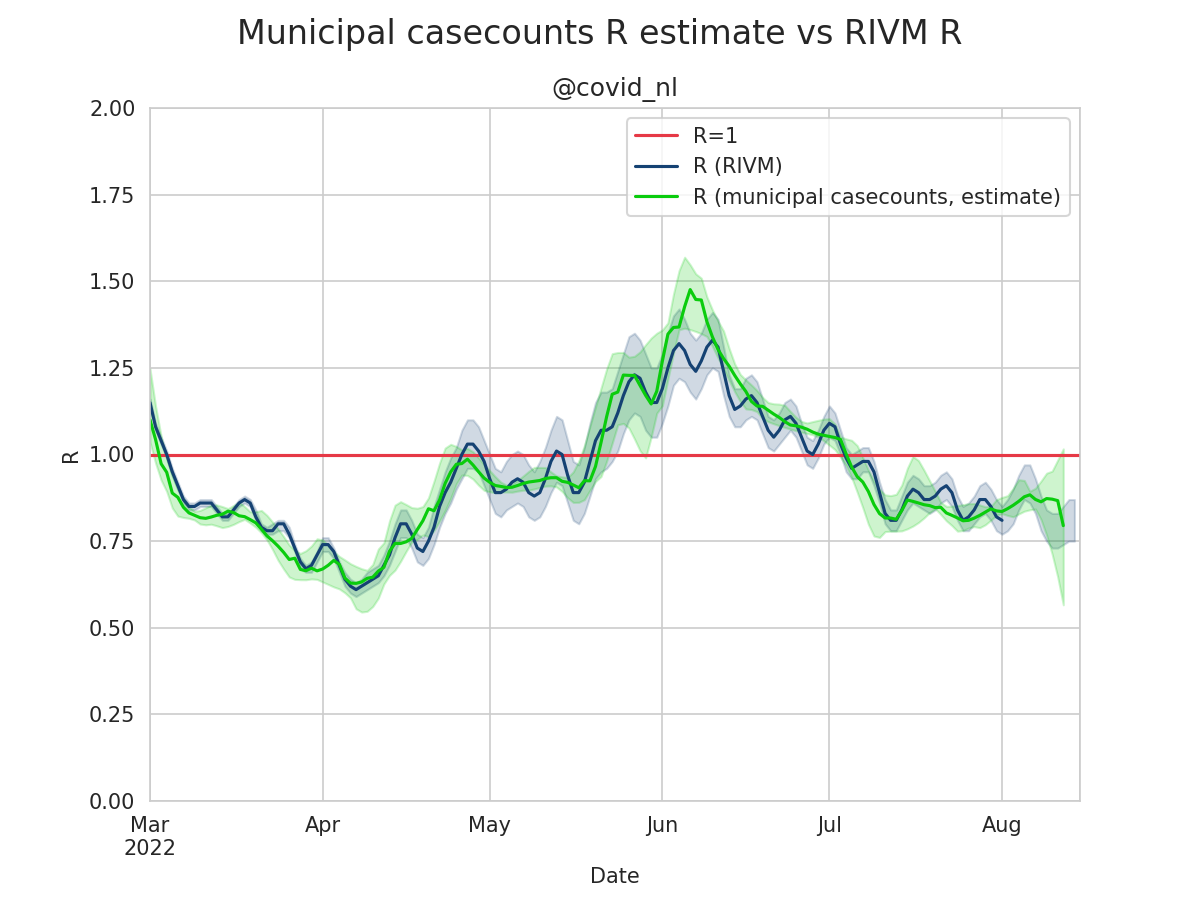 Municipal casecounts R estimate vs RIVM R
@covid_nl
2.00
1.75
1.50
1.25
1.00
0.75
0.50
0.25
0.00
R
R=1
R (RIVM)
R (municipal casecounts, estimate)
Mar Apr May Jun Jul Aug
2022
Date